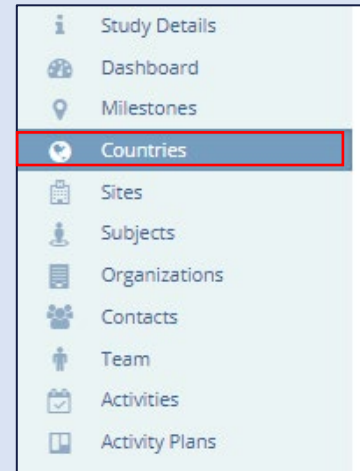 Study Details
Dashboard
Milestones
Countries
Sites
Subjects
Organizations
Contacts
Team
Activities
Activity Plans